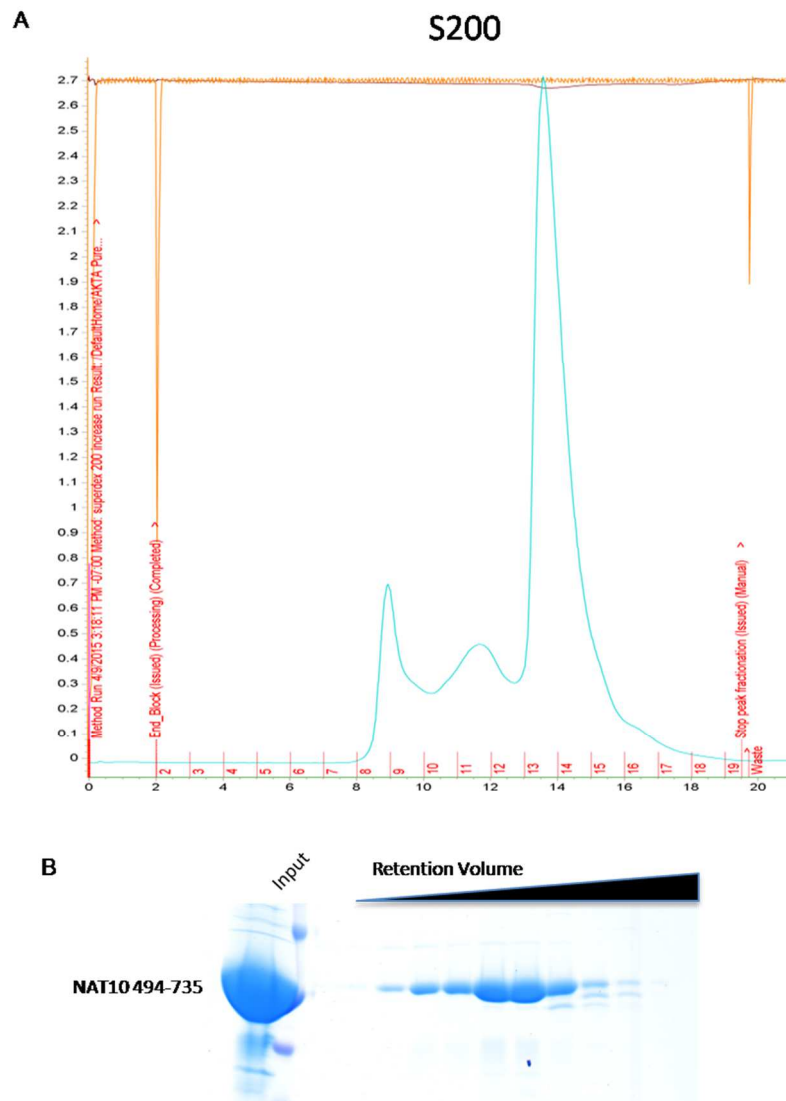 A
S200
2.7
2.6
2.5
2.4
2.3
2.2
2.1
2
1.9
1.8
1.7
1.6
1.5
1.4
1.3
1.2
1.1
1
0.9
0.8
0.7
0.6
0.5
0.4
0.3
0.2
0.1
0
Method Run 4/9/2015 3:18:11 PM -07:00 Method: superdex 200 increase run Result: /DefaultHome/AKTA Pure...
End_Block (Issued) (Processing) (Completed)
Stop peak fractionation (Issued) (Manual)
Waste
2 3 4 5 6 7 8 9 10 11 12 13 14 15 16 17 18 19
0 2 4 6 8 10 12 14 16 18 20
B
Input
Retention Volume
NAT10 494-735